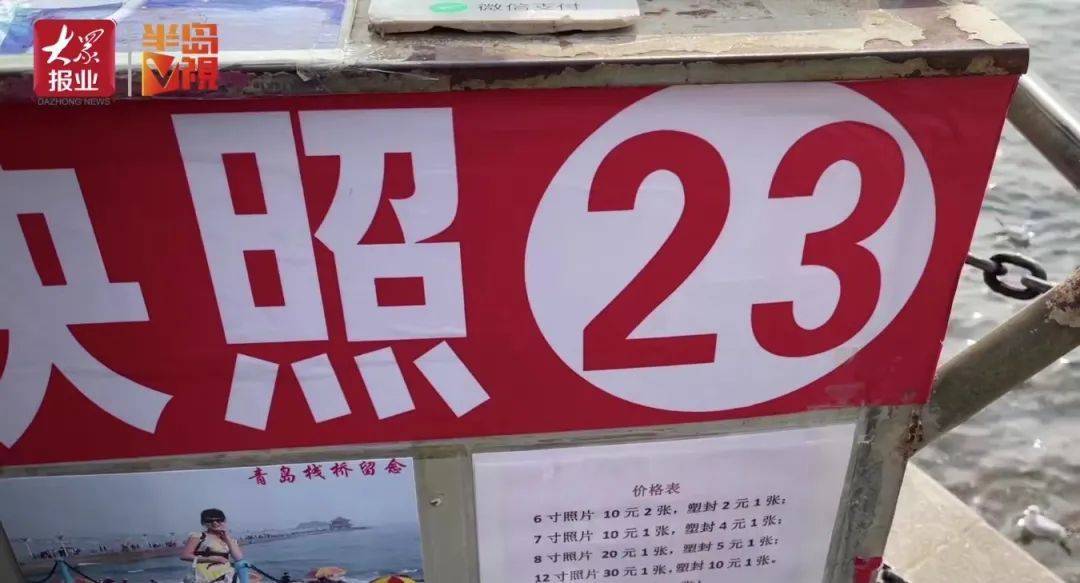 微信支付
大众
报业
DAZHONG NEWS
半岛
V视
快照 23
青岛栈桥留念
价格表
6寸照片 10元2张，塑封2元1张；
7寸照片 10元1张，塑封4元1张；
8寸照片 20元1张，塑封5元1张；
12寸照片 30元1张，塑封10元1张；